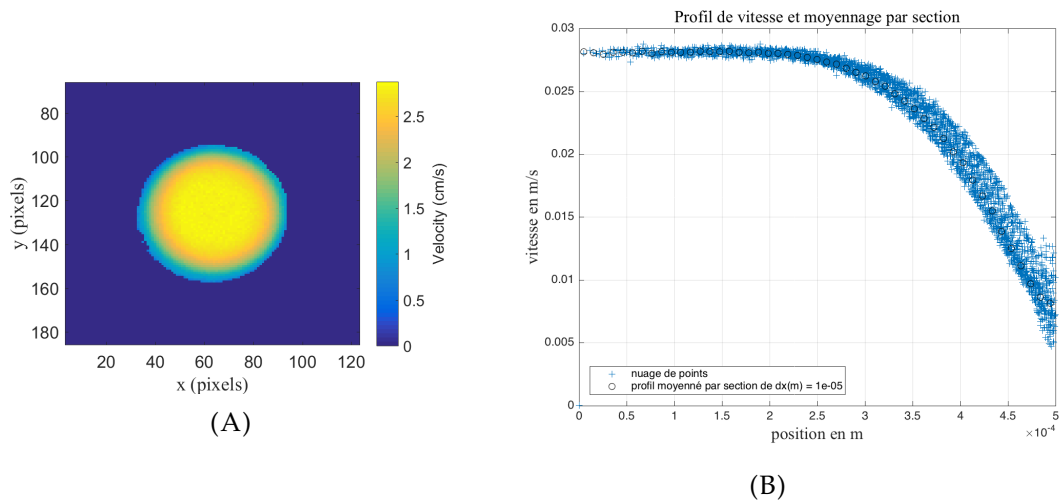 80
100
120
140
160
180
y (pixels)
20 40 60 80 100 120
x (pixels)
2.5
2
1.5
1
0.5
0
Velocity (cm/s)
(A)
Profil de vitesse et moyennage par section
0.03
0.025
0.02
0.015
0.01
0.005
0
vitesse en m/s
nuage de points
profil moyenné par section de dx(m) = 1e-05
0 0.5 1 1.5 2 2.5 3 3.5 4 4.5 5
position en m
×10⁻⁴
(B)